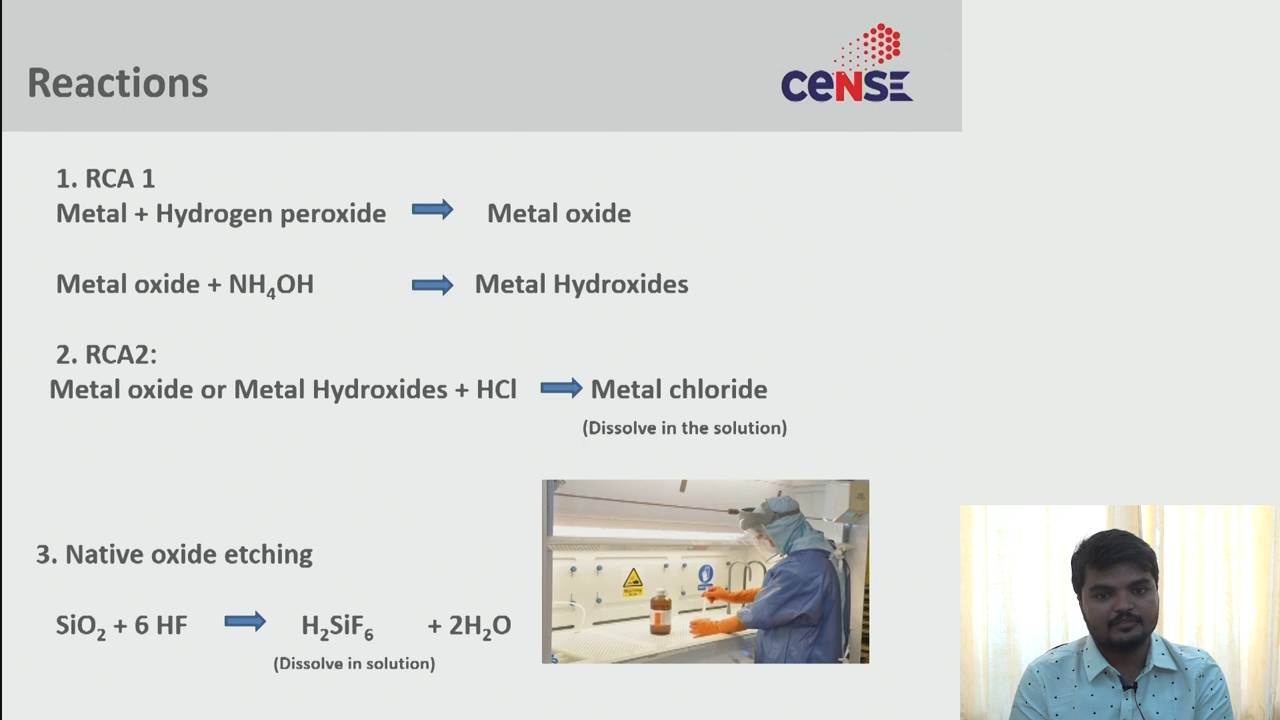 Reactions
ceNSE
1. RCA 1
Metal + Hydrogen peroxide Metal oxide
Metal oxide + NH₄OH Metal Hydroxides
2. RCA2:
Metal oxide or Metal Hydroxides + HCl Metal chloride
(Dissolve in the solution)
3. Native oxide etching
SiO₂ + 6 HF H₂SiF₆ + 2H₂O
(Dissolve in solution)